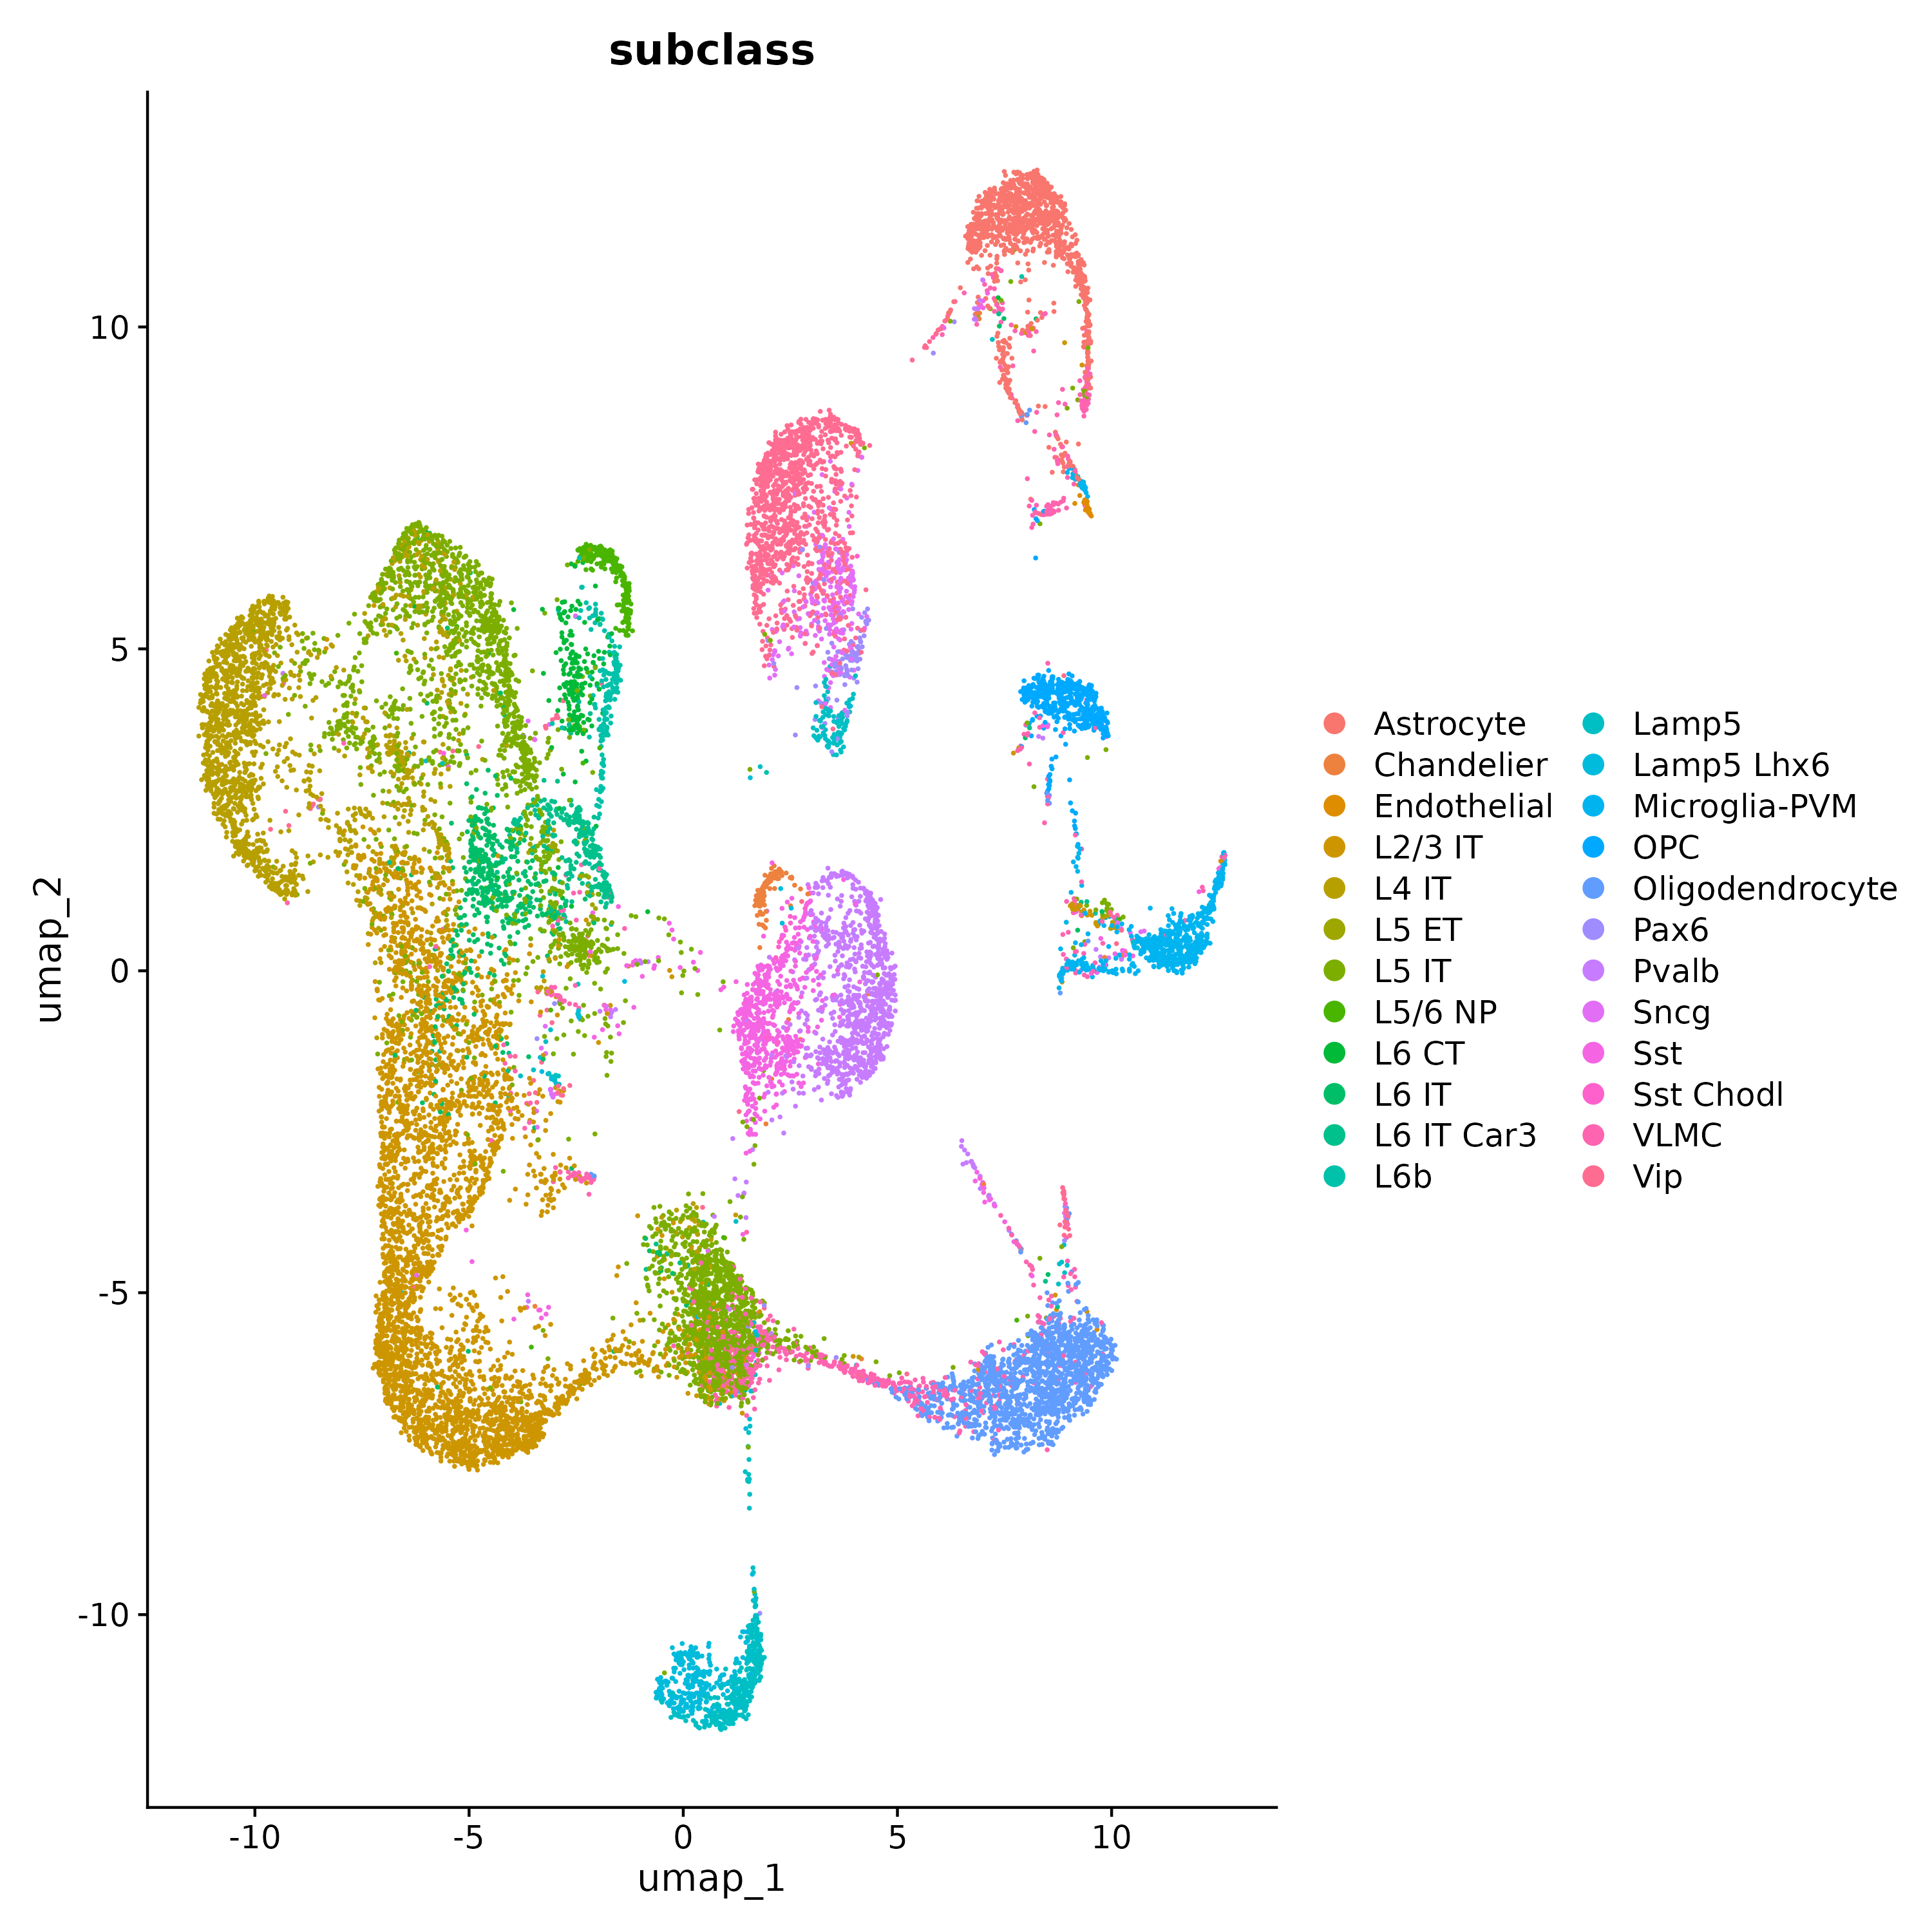 subclass
10
5
0
-5
-10
umap_2
-10 -5 0 5 10
umap_1
Astrocyte
Chandelier
Endothelial
L2/3 IT
L4 IT
L5 ET
L5 IT
L5/6 NP
L6 CT
L6 IT
L6 IT Car3
L6b
Lamp5
Lamp5 Lhx6
Microglia-PVM
OPC
Oligodendrocyte
Pax6
Pvalb
Sncg
Sst
Sst Chodl
VLMC
Vip